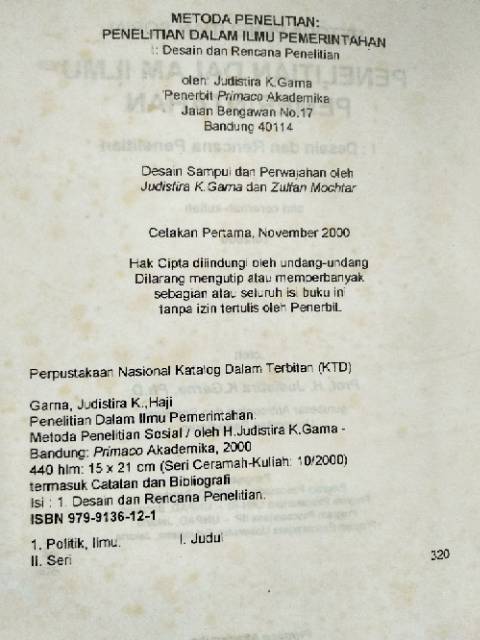 METODA PENELITIAN:
PENELITIAN DALAM ILMU PEMERINTAHAN
I: Desain dan Rencana Penelitian
oleh: Judistira K.Garna
Penerbit Primaco Akademika
Jalan Bengawan No.17
Bandung 40114
Desain Sampul dan Perwajahan oleh
Judistira K.Garna dan Zulfan Mochtar
Cetakan Pertama, November 2000
Hak Cipta dilindungi oleh undang-undang
Dilarang mengutip atau memperbanyak
sebagian atau seluruh isi buku ini
tanpa izin tertulis oleh Penerbit.
Perpustakaan Nasional Katalog Dalam Terbitan (KTD)
Garna, Judistira K.,Haji
Penelitian Dalam Ilmu Pemerintahan.
Metoda Penelitian Sosial / oleh H.Judistira K.Garna -
Bandung: Primaco Akademika, 2000
440 hlm: 15 x 21 cm (Seri Ceramah-Kuliah: 10/2000)
termasuk Catatan dan Bibliografi
Isi : 1. Desain dan Rencana Penelitian.
ISBN 979-9136-12-1
1. Politik, Ilmu. I. Judul
II. Seri
320